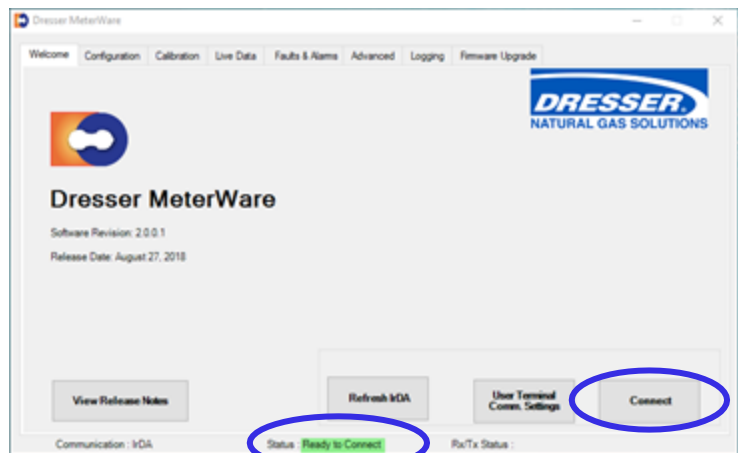 Dresser MeterWare
Welcome Configuration Calibration Live Data Faults & Alarms Advanced Logging Firmware Upgrade
DRESSER.
NATURAL GAS SOLUTIONS
Dresser MeterWare
Software Revision: 2.0.0.1
Release Date: August 27, 2018
View Release Notes
Refresh IrDA
User Terminal
Comm. Settings
Connect
Communication : IrDA Status : Ready to Connect Rx/Tx Status :